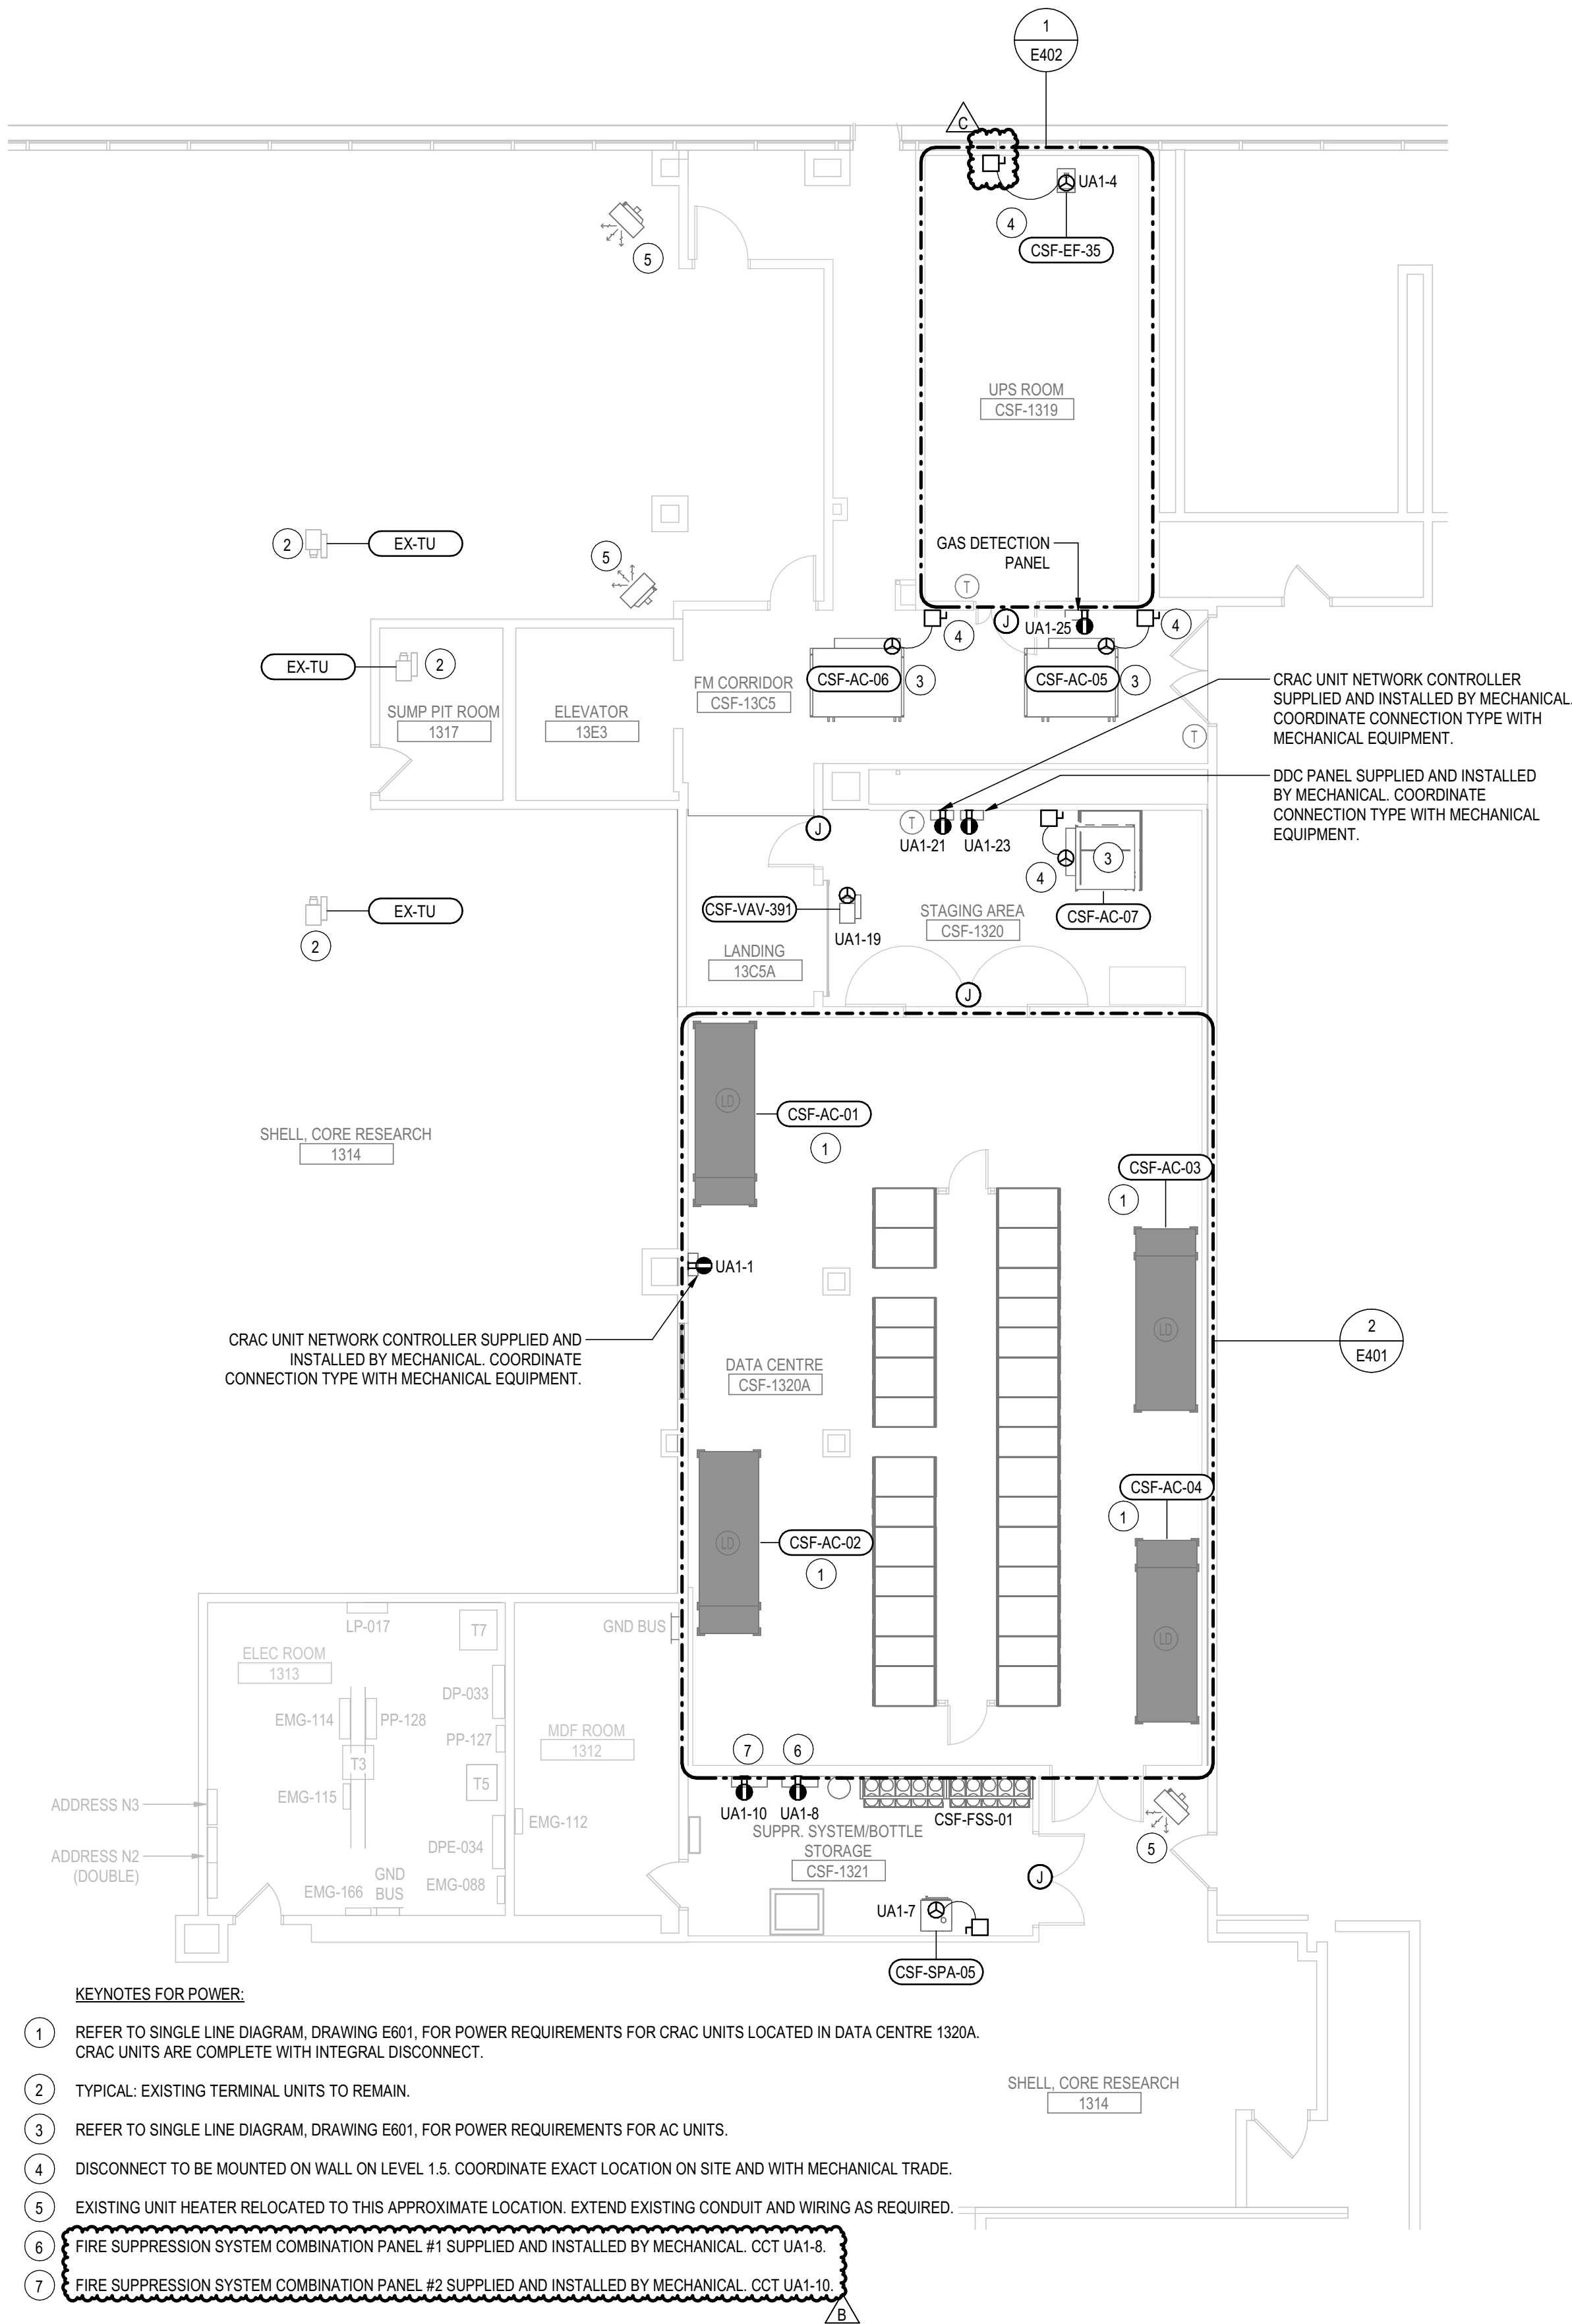 1
E402
C
UA1-4
4
CSF-EF-35
5
UPS ROOM
CSF-1319
2
EX-TU
5
GAS DETECTION
PANEL
T
J
UA1-25
4
4
EX-TU
2
CSF-AC-06
3
CSF-AC-05
3
FM CORRIDOR
CSF-13C5
SUMP PIT ROOM
1317
ELEVATOR
13E3
T
CRAC UNIT NETWORK CONTROLLER
SUPPLIED AND INSTALLED BY MECHANICAL.
COORDINATE CONNECTION TYPE WITH
MECHANICAL EQUIPMENT.
DDC PANEL SUPPLIED AND INSTALLED
BY MECHANICAL. COORDINATE
CONNECTION TYPE WITH MECHANICAL
EQUIPMENT.
J
T
UA1-21
UA1-23
4
3
EX-TU
2
CSF-VAV-391
UA1-19
STAGING AREA
CSF-1320
CSF-AC-07
LANDING
13C5A
J
LD
CSF-AC-01
1
SHELL, CORE RESEARCH
1314
CSF-AC-03
1
UA1-1
CRAC UNIT NETWORK CONTROLLER SUPPLIED AND
INSTALLED BY MECHANICAL. COORDINATE
CONNECTION TYPE WITH MECHANICAL EQUIPMENT.
DATA CENTRE
CSF-1320A
LD
2
E401
CSF-AC-04
1
LD
CSF-AC-02
1
LD
LP-017
T7
GND BUS
ELEC ROOM
1313
DP-033
EMG-114
PP-128
PP-127
MDF ROOM
1312
T3
T5
EMG-115
7
6
ADDRESS N3
EMG-112
UA1-10
UA1-8
CSF-FSS-01
SUPPR. SYSTEM/BOTTLE
STORAGE
CSF-1321
5
ADDRESS N2
(DOUBLE)
DPE-034
GND
BUS
EMG-166
EMG-088
J
UA1-7
CSF-SPA-05
KEYNOTES FOR POWER:
1 REFER TO SINGLE LINE DIAGRAM, DRAWING E601, FOR POWER REQUIREMENTS FOR CRAC UNITS LOCATED IN DATA CENTRE 1320A.
CRAC UNITS ARE COMPLETE WITH INTEGRAL DISCONNECT.
2 TYPICAL: EXISTING TERMINAL UNITS TO REMAIN.
SHELL, CORE RESEARCH
1314
3 REFER TO SINGLE LINE DIAGRAM, DRAWING E601, FOR POWER REQUIREMENTS FOR AC UNITS.
4 DISCONNECT TO BE MOUNTED ON WALL ON LEVEL 1.5. COORDINATE EXACT LOCATION ON SITE AND WITH MECHANICAL TRADE.
5 EXISTING UNIT HEATER RELOCATED TO THIS APPROXIMATE LOCATION. EXTEND EXISTING CONDUIT AND WIRING AS REQUIRED.
6 FIRE SUPPRESSION SYSTEM COMBINATION PANEL #1 SUPPLIED AND INSTALLED BY MECHANICAL. CCT UA1-8.
7 FIRE SUPPRESSION SYSTEM COMBINATION PANEL #2 SUPPLIED AND INSTALLED BY MECHANICAL. CCT UA1-10.
B